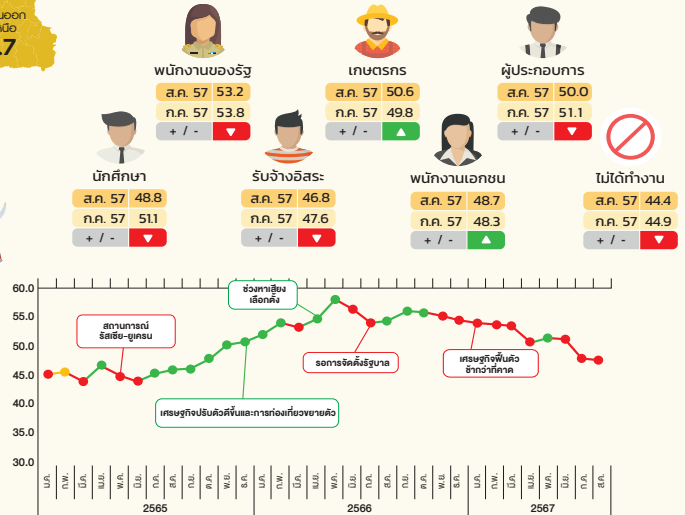 .7
พนักงานของรัฐ
ส.ค. 57 53.2
ก.ค. 57 53.8
+ / -
เกษตรกร
ส.ค. 57 50.6
ก.ค. 57 49.8
+ / -
ผู้ประกอบการ
ส.ค. 57 50.0
ก.ค. 57 51.1
+ / -
นักศึกษา
ส.ค. 57 48.8
ก.ค. 57 51.1
+ / -
รับจ้างอิสระ
ส.ค. 57 46.8
ก.ค. 57 47.6
+ / -
พนักงานเอกชน
ส.ค. 57 48.7
ก.ค. 57 48.3
+ / -
ไม่ได้ทำงาน
ส.ค. 57 44.4
ก.ค. 57 44.9
+ / -
60.0
55.0
50.0
45.0
40.0
35.0
30.0
สถานการณ์
รัสเซีย-ยูเครน
ช่วงหาเสียง
เลือกตั้ง
รอการจัดตั้งรัฐบาล
เศรษฐกิจฟื้นตัว
ช้ากว่าที่คาด
เศรษฐกิจปรับตัวดีขึ้นและการท่องเที่ยวขยายตัว
ม.ค. ก.พ. มี.ค. เม.ย. พ.ค. มิ.ย. ก.ค. ส.ค. ก.ย. ต.ค. พ.ย. ธ.ค. ม.ค. ก.พ. มี.ค. เม.ย. พ.ค. มิ.ย. ก.ค. ส.ค. ก.ย. ต.ค. พ.ย. ธ.ค. ม.ค. ก.พ. มี.ค. เม.ย. พ.ค. มิ.ย. ก.ค. ส.ค.
2565 2566 2567